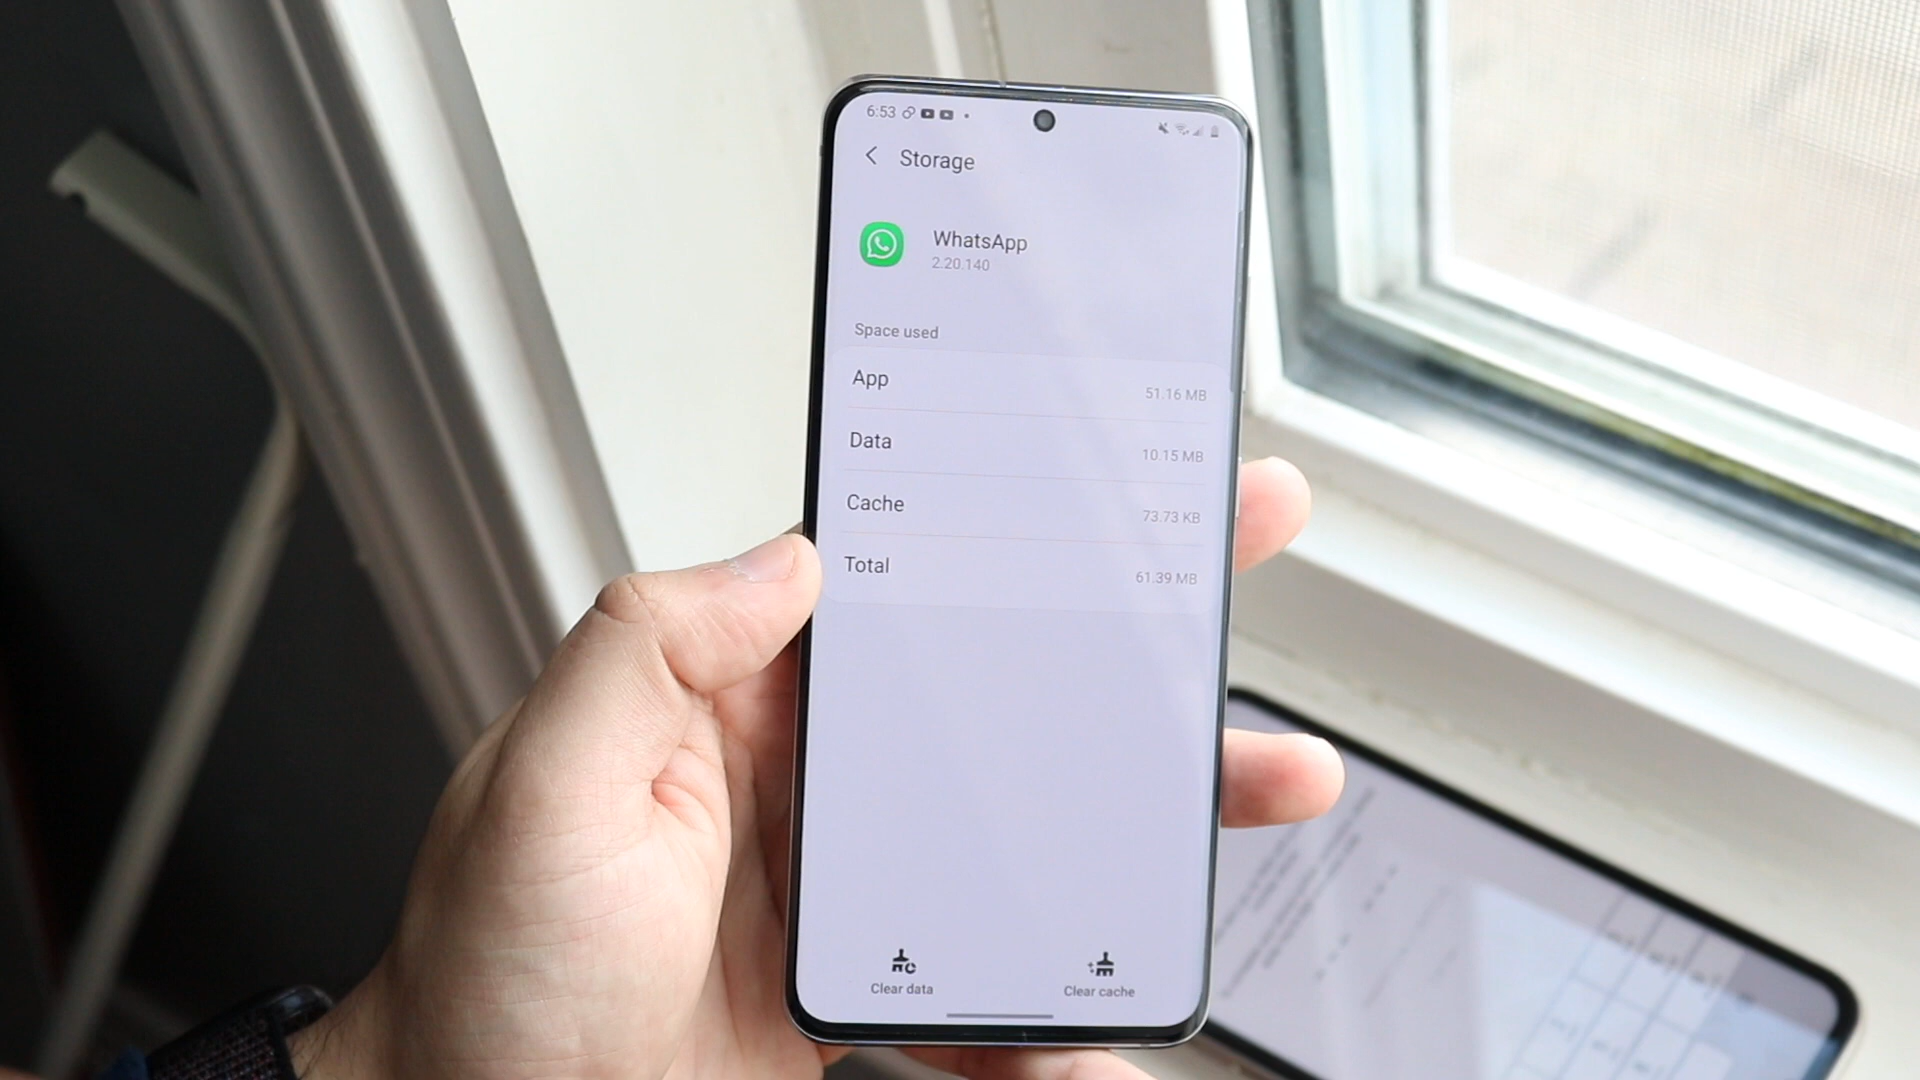 6:53
Storage
WhatsApp
2.20.140
Space used
App 51.16 MB
Data 10.15 MB
Cache 73.73 KB
Total 61.39 MB
Clear data Clear cache